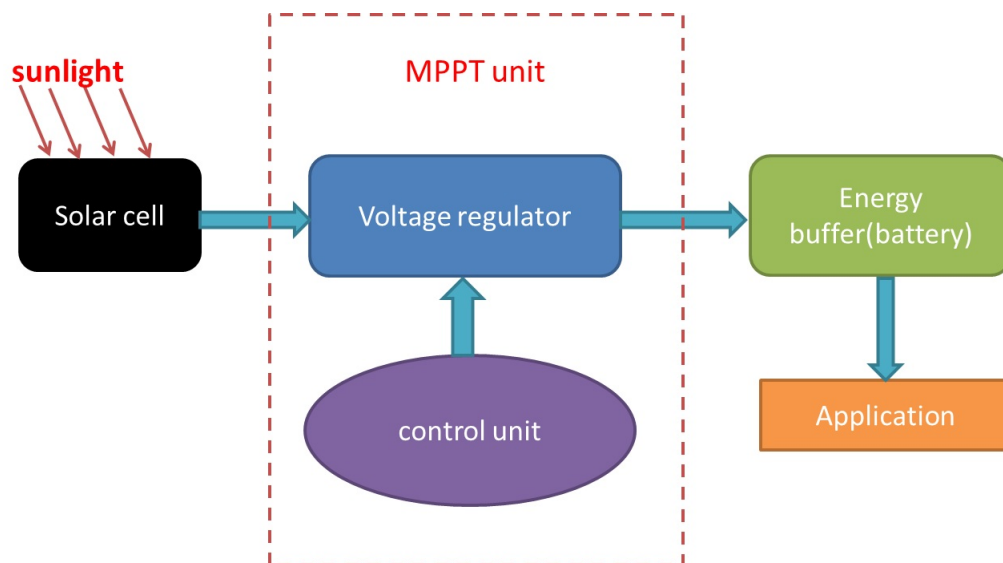 MPPT unit
sunlight
Solar cell
Voltage regulator
Energy
buffer(battery)
control unit
Application